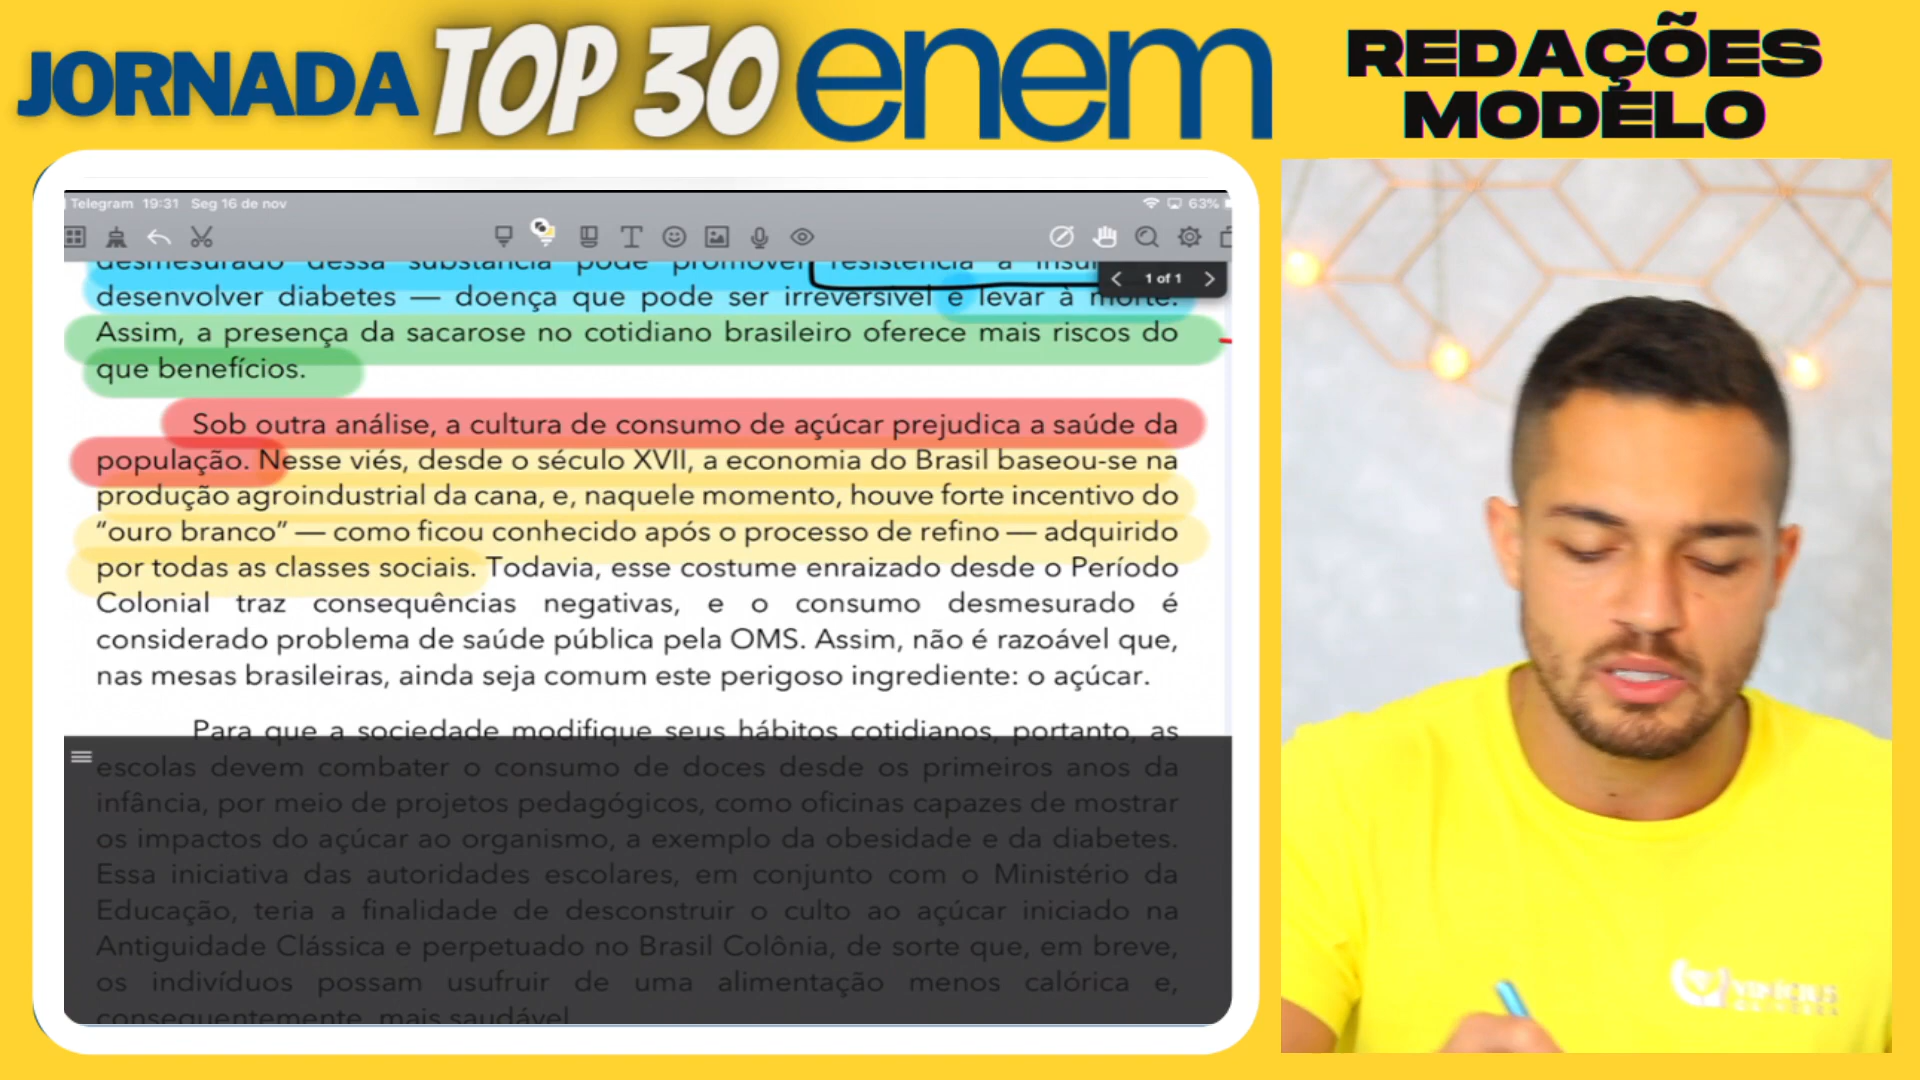 JORNADA TOP 30 enem
REDAÇÕES
MODELO
Telegram 19:31 Seg 16 de nov
63%
desmesurado dessa substância pode promover resistência à
1 of 1
desenvolver diabetes — doença que pode ser irreversível e levar à morte.
Assim, a presença da sacarose no cotidiano brasileiro oferece mais riscos do
que benefícios.
Sob outra análise, a cultura de consumo de açúcar prejudica a saúde da
população. Nesse viés, desde o século XVII, a economia do Brasil baseou-se na
produção agroindustrial da cana, e, naquele momento, houve forte incentivo do
“ouro branco” — como ficou conhecido após o processo de refino — adquirido
por todas as classes sociais. Todavia, esse costume enraizado desde o Período
Colonial traz consequências negativas, e o consumo desmesurado é
considerado problema de saúde pública pela OMS. Assim, não é razoável que,
nas mesas brasileiras, ainda seja comum este perigoso ingrediente: o açúcar.
Para que a sociedade modifique seus hábitos cotidianos, portanto, as
escolas devem combater o consumo de doces desde os primeiros anos da
infância, por meio de projetos pedagógicos, como oficinas capazes de mostrar
os impactos do açúcar ao organismo, a exemplo da obesidade e da diabetes.
Essa iniciativa das autoridades escolares, em conjunto com o Ministério da
Educação, teria a finalidade de desconstruir o culto ao açúcar iniciado na
Antiguidade Clássica e perpetuado no Brasil Colônia, de sorte que, em breve,
os indivíduos possam usufruir de uma alimentação menos calórica e,
consequentemente, mais saudável